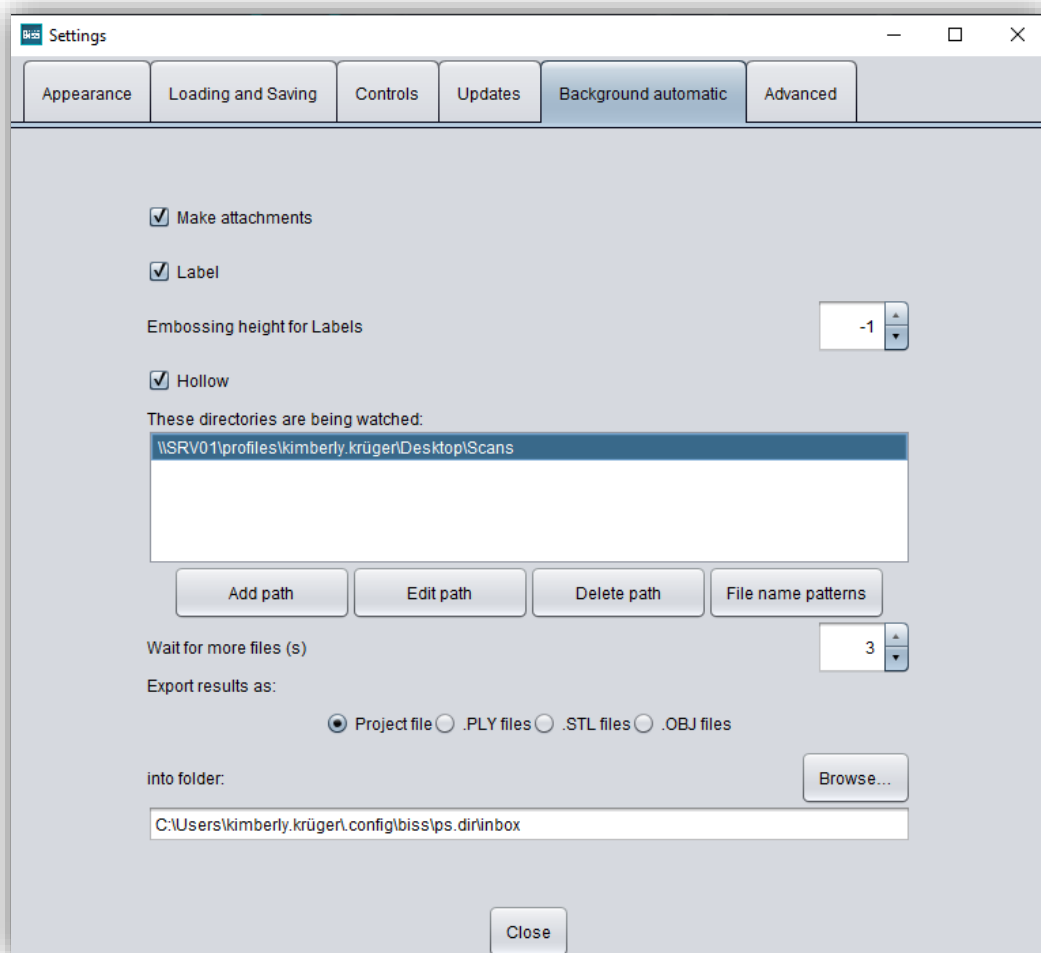 Biss Settings
Appearance Loading and Saving Controls Updates Background automatic Advanced
Make attachments
Label
Embossing height for Labels -1
Hollow
These directories are being watched:
\\SRV01\profiles\kimberly.krüger\Desktop\Scans
Add path Edit path Delete path File name patterns
Wait for more files (s) 3
Export results as:
Project file .PLY files .STL files .OBJ files
into folder: Browse...
C:\Users\kimberly.krüger\.config\biss\ps.dir\inbox
Close